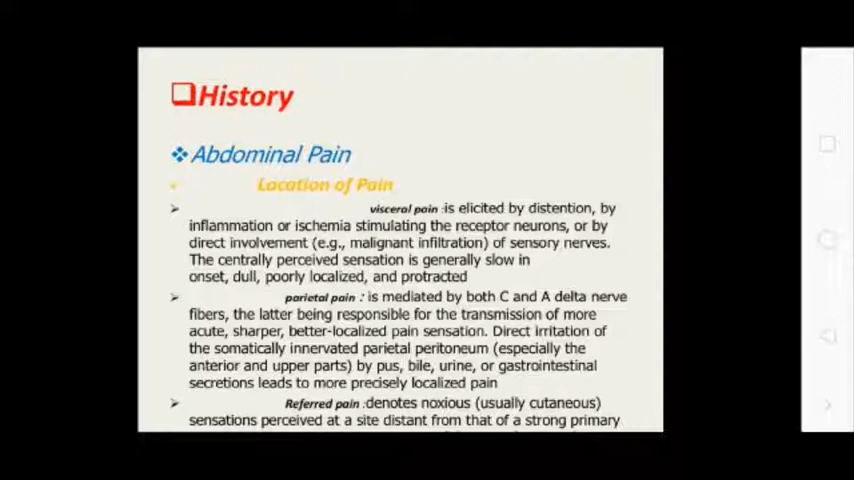 History
Abdominal Pain
Location of Pain
visceral pain :is elicited by distention, by
inflammation or ischemia stimulating the receptor neurons, or by
direct involvement (e.g., malignant infiltration) of sensory nerves.
The centrally perceived sensation is generally slow in
onset, dull, poorly localized, and protracted
parietal pain : is mediated by both C and A delta nerve
fibers, the latter being responsible for the transmission of more
acute, sharper, better-localized pain sensation. Direct irritation of
the somatically innervated parietal peritoneum (especially the
anterior and upper parts) by pus, bile, urine, or gastrointestinal
secretions leads to more precisely localized pain
Referred pain :denotes noxious (usually cutaneous)
sensations perceived at a site distant from that of a strong primary